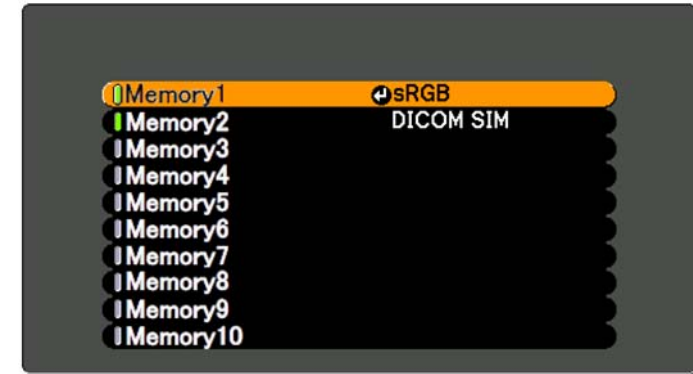 Memory1 sRGB
Memory2 DICOM SIM
Memory3
Memory4
Memory5
Memory6
Memory7
Memory8
Memory9
Memory10